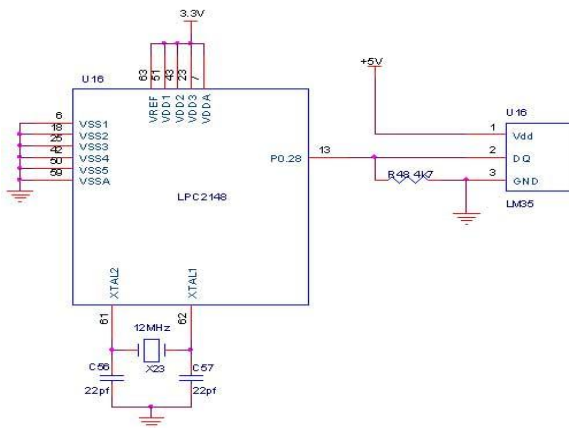 3.3V
+5V
U16
63
51
43
23
7
VREF
VDD1
VDD2
VDD3
VDDA
6
VSS1
18
VSS2
25
VSS3
42
VSS4
50
VSS5
59
VSSA
P0.28
13
LPC2148
U16
1
Vdd
2
DQ
3
GND
R48 4k7
LM35
XTAL2
XTAL1
61
62
12MHz
X23
C56
22pf
C57
22pf